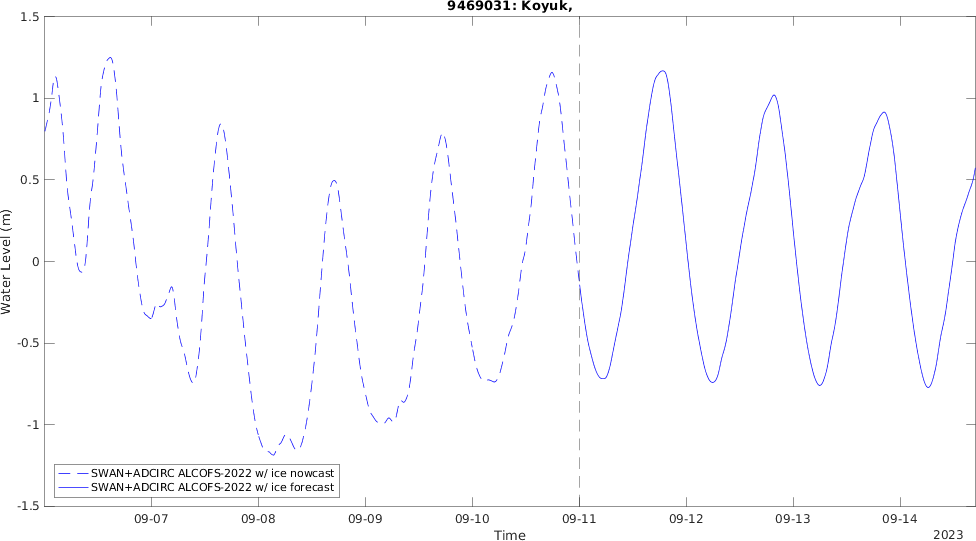 9469031: Koyuk,
1.5
1
0.5
0
-0.5
-1
-1.5
Water Level (m)
SWAN+ADCIRC ALCOFS-2022 w/ ice nowcast
SWAN+ADCIRC ALCOFS-2022 w/ ice forecast
09-07 09-08 09-09 09-10 09-11 09-12 09-13 09-14
Time
2023